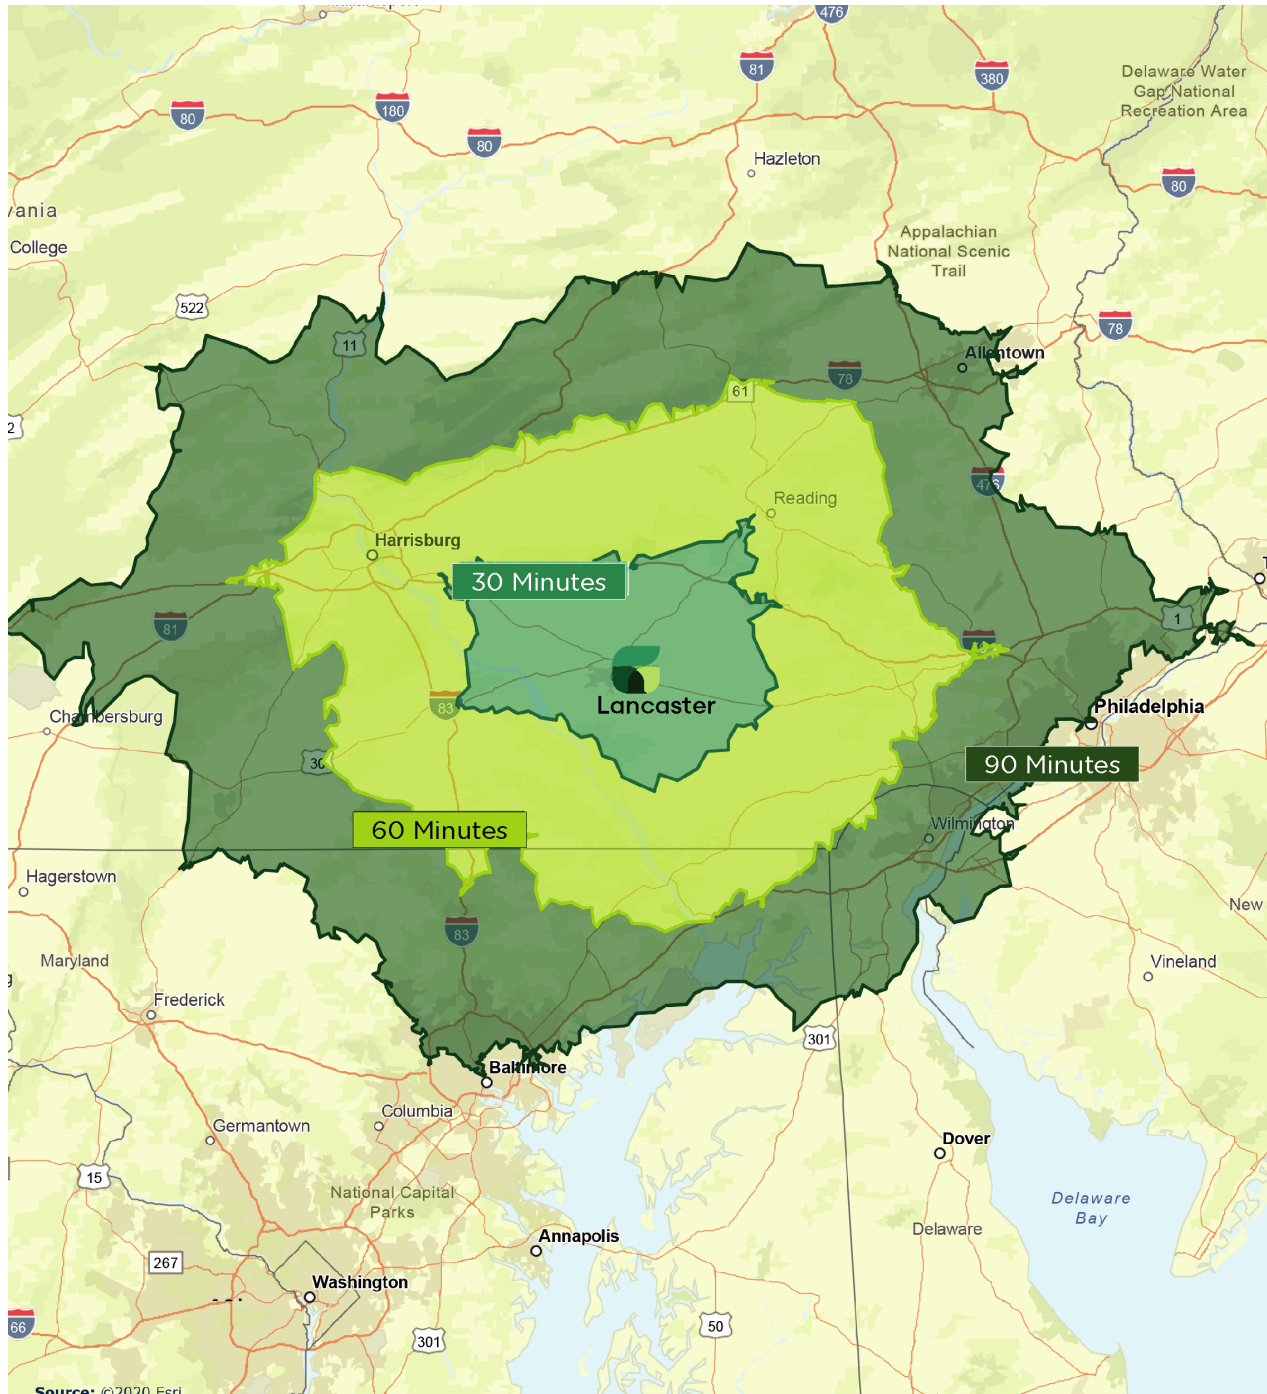 476
81
380
Delaware Water
Gap National
Recreation Area
80
180
80
Hazleton
80
vania
College
Appalachian
National Scenic
Trail
522
78
11
Allentown
78
61
2
476
Reading
Harrisburg
30 Minutes
81
1
Lancaster
83
Chambersburg
Philadelphia
30
90 Minutes
60 Minutes
Wilmington
Hagerstown
New
83
Maryland
Vineland
Frederick
301
Baltimore
Columbia
Germantown
Dover
15
National Capital
Parks
Delaware
Bay
Annapolis
Delaware
267
Washington
66
50
301
Source: ©2020 Esri